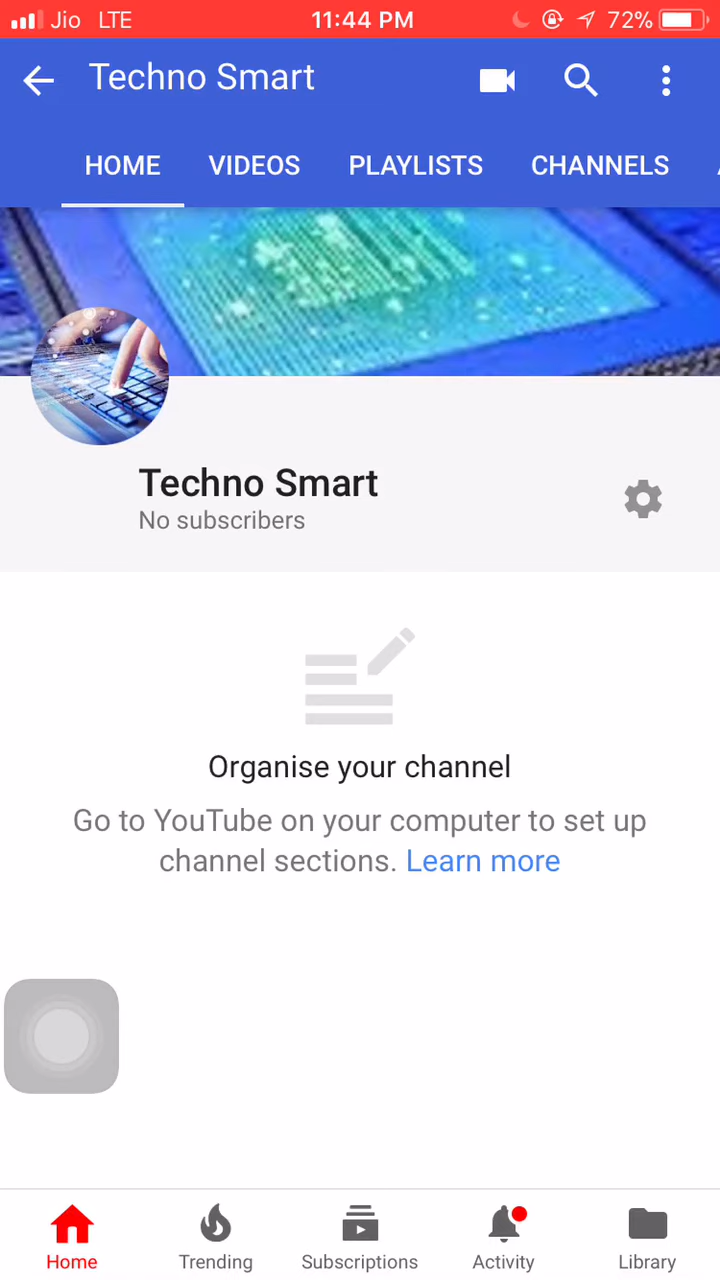 Jio LTE 11:44 PM 72%
Techno Smart
HOME VIDEOS PLAYLISTS CHANNELS
Techno Smart
No subscribers
Organise your channel
Go to YouTube on your computer to set up
channel sections. Learn more
Home Trending Subscriptions Activity Library